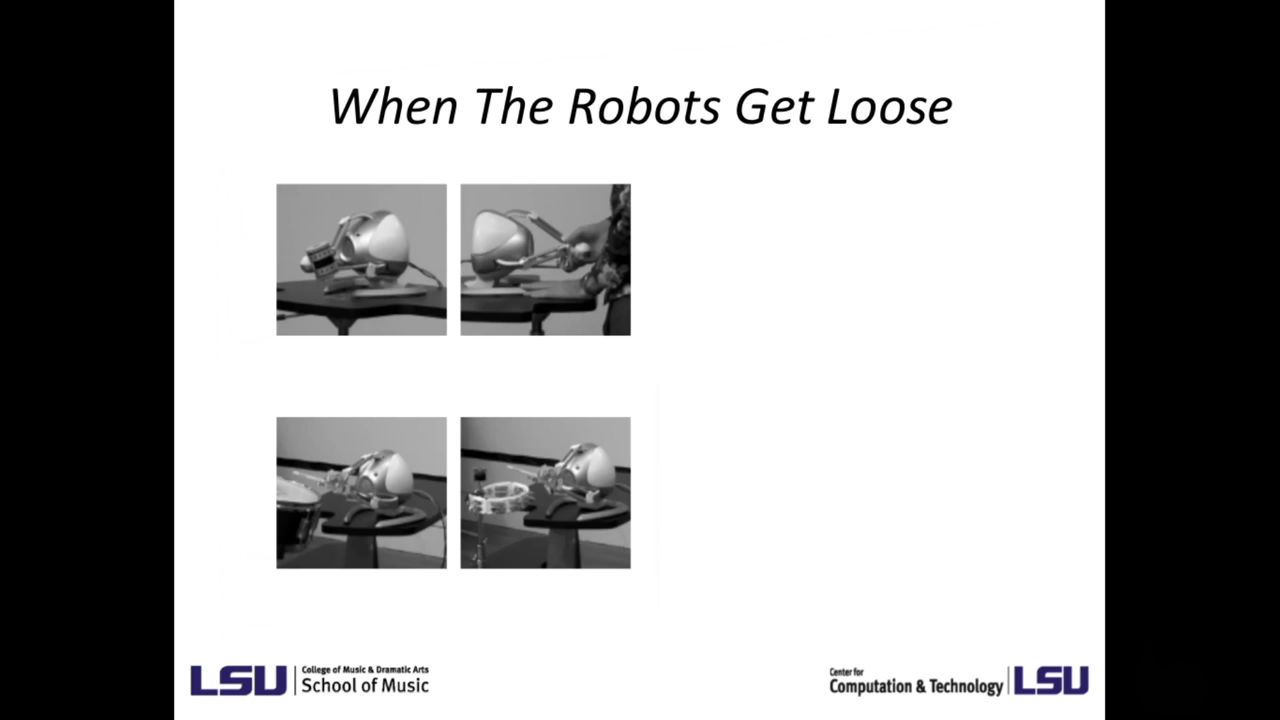 When The Robots Get Loose
LSU
College of Music & Dramatic Arts
School of Music
Center for
Computation & Technology
LSU